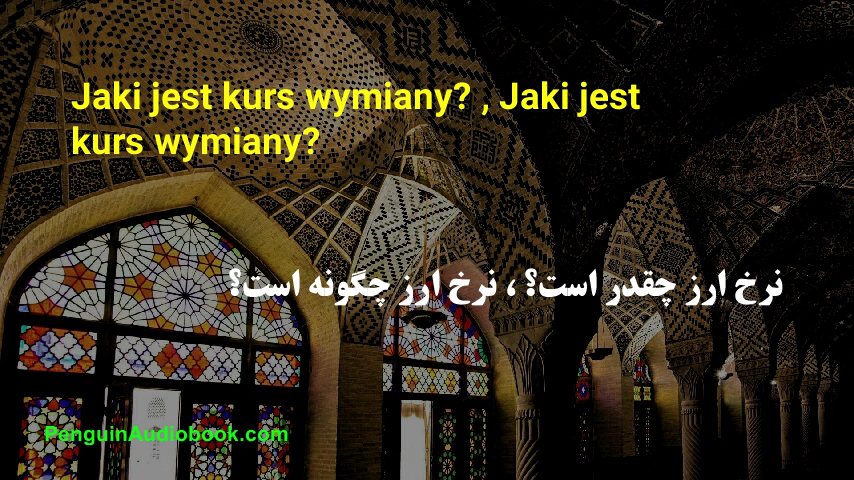 Jaki jest kurs wymiany? , Jaki jest
kurs wymiany?
نرخ ارز چقدر است؟ ، نرخ ارز چگونه است؟
PenguinAudiobook.com